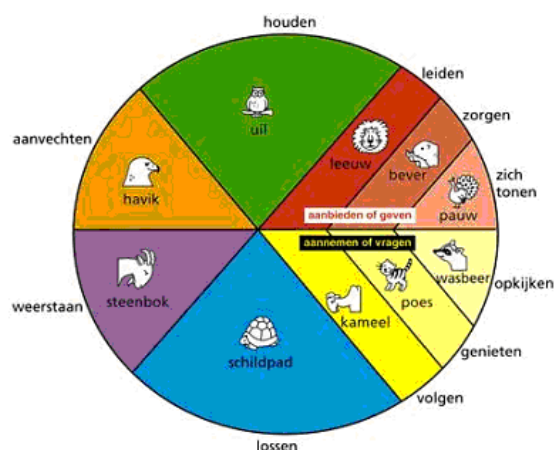 houden
leiden
zorgen
zich
tonen
aanvechten
uil
leeuw
bever
havik
pauw
aanbieden of geven
aannemen of vragen
wasbeer
opkijken
steenbok
poes
weerstaan
kameel
genieten
schildpad
volgen
lossen